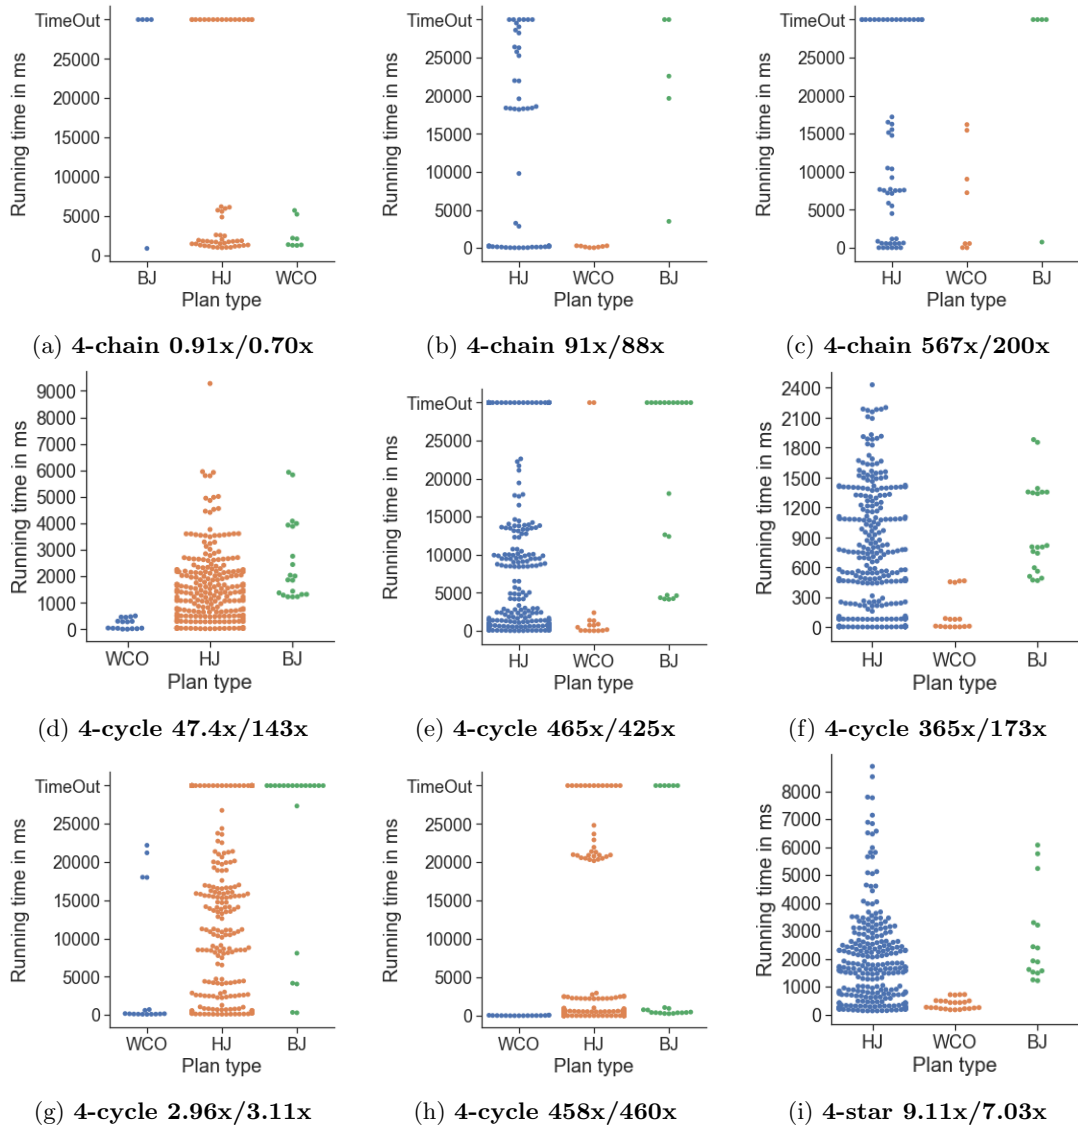 TimeOut
25000
20000
15000
10000
5000
0
Running time in ms
BJ HJ WCO
Plan type
(a) 4-chain 0.91x/0.70x
TimeOut
25000
20000
15000
10000
5000
0
Running time in ms
HJ WCO BJ
Plan type
(b) 4-chain 91x/88x
TimeOut
25000
20000
15000
10000
5000
0
Running time in ms
HJ WCO BJ
Plan type
(c) 4-chain 567x/200x
9000
8000
7000
6000
5000
4000
3000
2000
1000
0
Running time in ms
WCO HJ BJ
Plan type
(d) 4-cycle 47.4x/143x
TimeOut
25000
20000
15000
10000
5000
0
Running time in ms
HJ WCO BJ
Plan type
(e) 4-cycle 465x/425x
2400
2100
1800
1500
1200
900
600
300
0
Running time in ms
HJ WCO BJ
Plan type
(f) 4-cycle 365x/173x
TimeOut
25000
20000
15000
10000
5000
0
Running time in ms
WCO HJ BJ
Plan type
(g) 4-cycle 2.96x/3.11x
TimeOut
25000
20000
15000
10000
5000
0
Running time in ms
WCO HJ BJ
Plan type
(h) 4-cycle 458x/460x
8000
7000
6000
5000
4000
3000
2000
1000
0
Running time in ms
HJ WCO BJ
Plan type
(i) 4-star 9.11x/7.03x